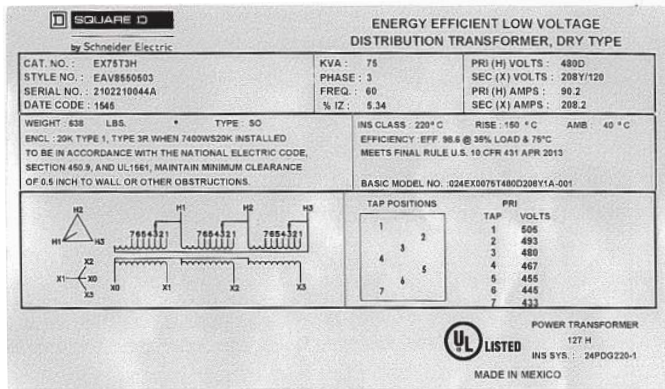 SQUARE D
by Schneider Electric
ENERGY EFFICIENT LOW VOLTAGE
DISTRIBUTION TRANSFORMER, DRY TYPE
CAT. NO. : EX75T3H
STYLE NO. : EAV8550503
SERIAL NO. : 2102210044A
DATE CODE : 1545
KVA : 75
PHASE : 3
FREQ. : 60
% IZ : 5.34
PRI (H) VOLTS : 480D
SEC (X) VOLTS : 208Y/120
PRI (H) AMPS : 90.2
SEC (X) AMPS : 208.2
WEIGHT : 638 LBS. * TYPE : SO
ENCL : 20K TYPE 1, TYPE 3R WHEN 7400WS20K INSTALLED
TO BE IN ACCORDANCE WITH THE NATIONAL ELECTRIC CODE,
SECTION 450.9, AND UL1561, MAINTAIN MINIMUM CLEARANCE
OF 0.5 INCH TO WALL OR OTHER OBSTRUCTIONS.
INS CLASS : 220° C RISE : 150 °C AMB : 40 °C
EFFICIENCY : EFF. 98.6 @ 35% LOAD & 75°C
MEETS FINAL RULE U.S. 10 CFR 431 APR 2013
BASIC MODEL NO. :024EX0075T480D208Y1A-001
H2
H1 H3
X2
X1 X0
X3
H1 H2 H3
7654321 7654321 7654321
X0 X1 X2 X3
TAP POSITIONS
1
2
3
4
5
6
7
PRI
TAP VOLTS
1 505
2 493
3 480
4 467
5 455
6 445
7 433
UL LISTED
POWER TRANSFORMER
127 H
INS SYS. : 24PDG220-1
MADE IN MEXICO